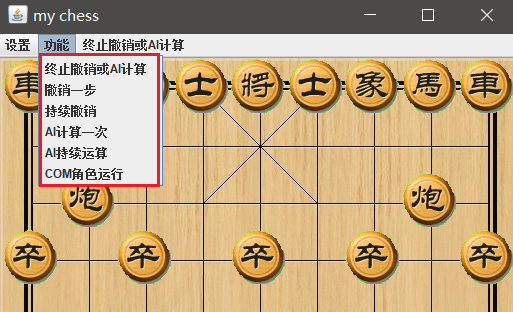 my chess
设置 功能 终止撤销或AI计算
终止撤销或AI计算
撤销一步
持续撤销
AI计算一次
AI持续运算
COM角色运行
車 士 將 士 象 馬 車
炮 炮
卒 卒 卒 卒 卒